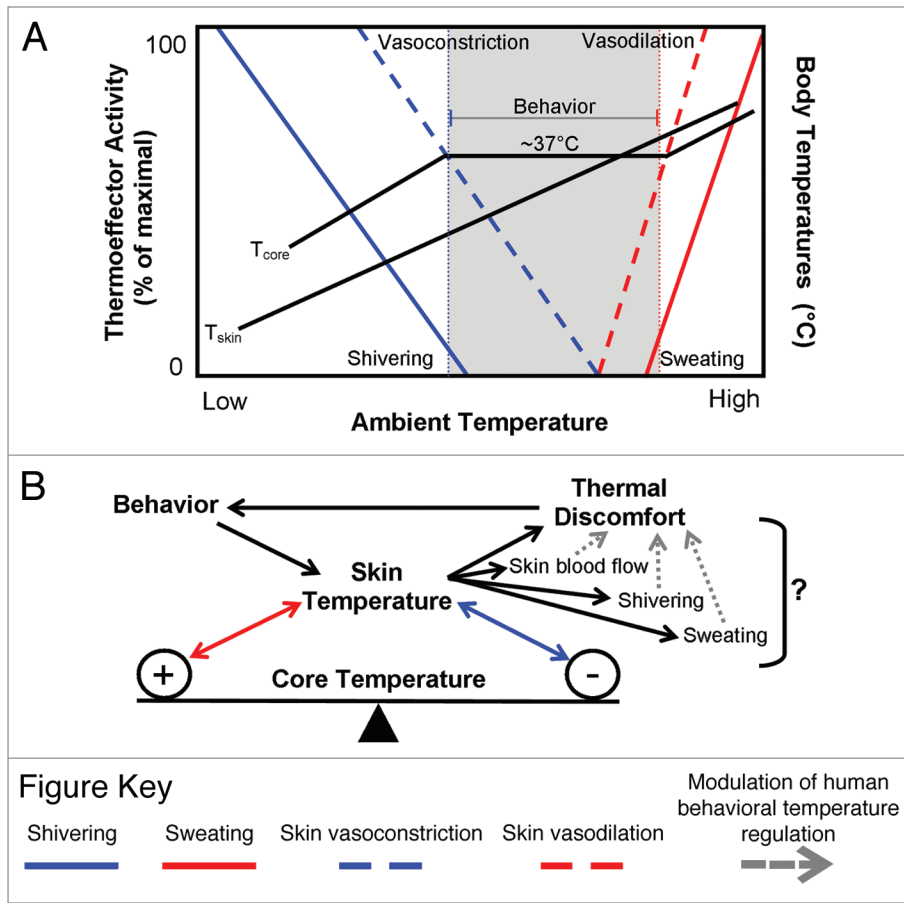 A
100
Thermoeffector Activity
(% of maximal)
0
Vasoconstriction
Vasodilation
Behavior
~37°C
Tcore
Tskin
Shivering
Sweating
Body Temperatures (°C)
Low
Ambient Temperature
High
B
Behavior
Thermal
Discomfort
Skin blood flow
Skin
Temperature
Shivering
Sweating
?
+
Core Temperature
-
Figure Key
Modulation of human
behavioral temperature
regulation
Shivering
Sweating
Skin vasoconstriction
Skin vasodilation